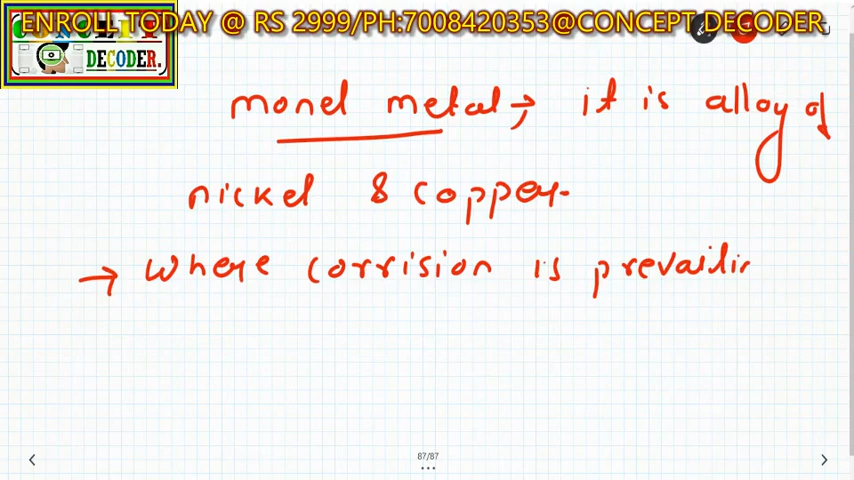 ENROLL TODAY @ RS 2999/PH:7008420353@CONCEPT DECODER.
DECODER.
monel metal → it is alloy of
nickel & copper.
→ where corrision is prevailin
87/87